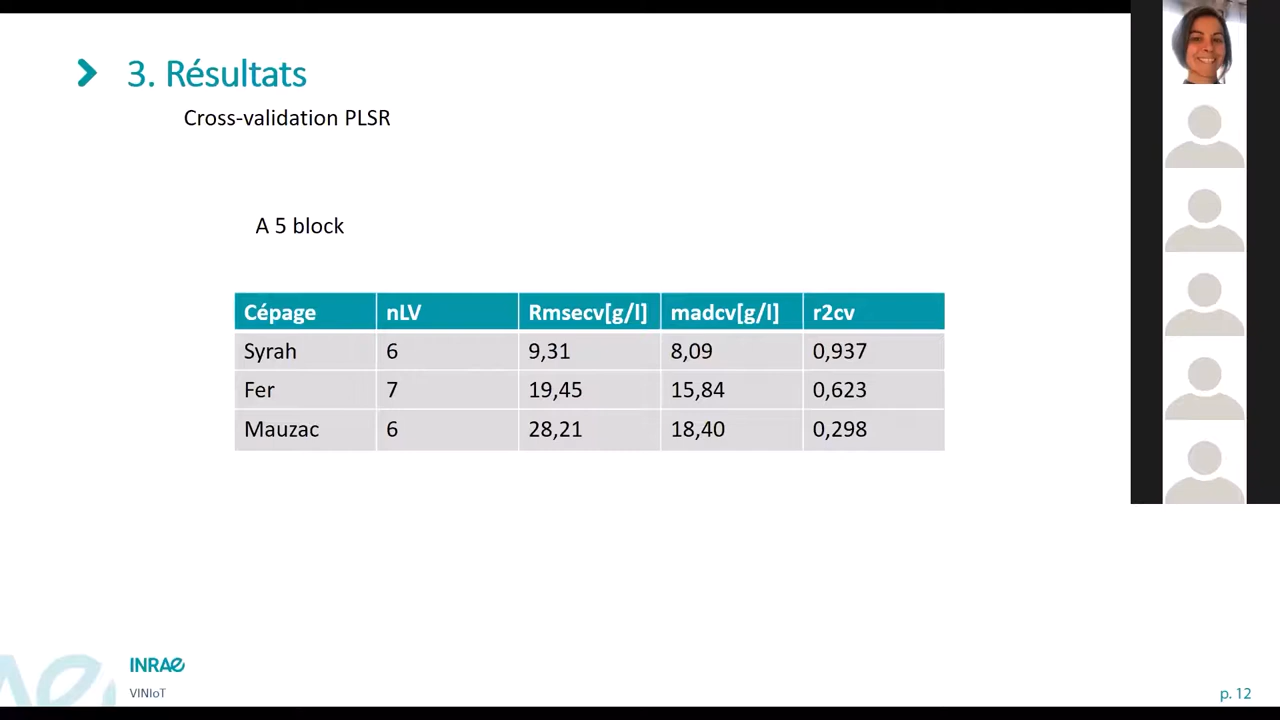 3. Résultats
Cross-validation PLSR
A 5 block
Cépage nLV Rmsecv[g/l] madcv[g/l] r2cv
Syrah 6 9,31 8,09 0,937
Fer 7 19,45 15,84 0,623
Mauzac 6 28,21 18,40 0,298
INRAE
VINIoT
p. 12